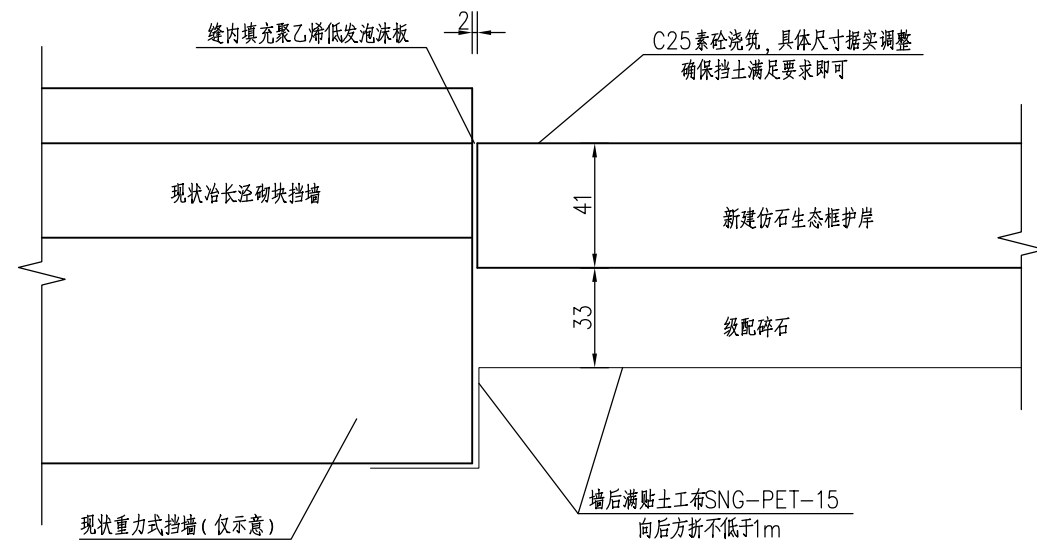 缝内填充聚乙烯低发泡沫板
2
C25素砼浇筑，具体尺寸据实调整
确保挡土满足要求即可
现状冶长泾砌块挡墙
41
新建仿石生态框护岸
33
级配碎石
墙后满贴土工布SNG-PET-15
向后方折不低于1m
现状重力式挡墙(仅示意)